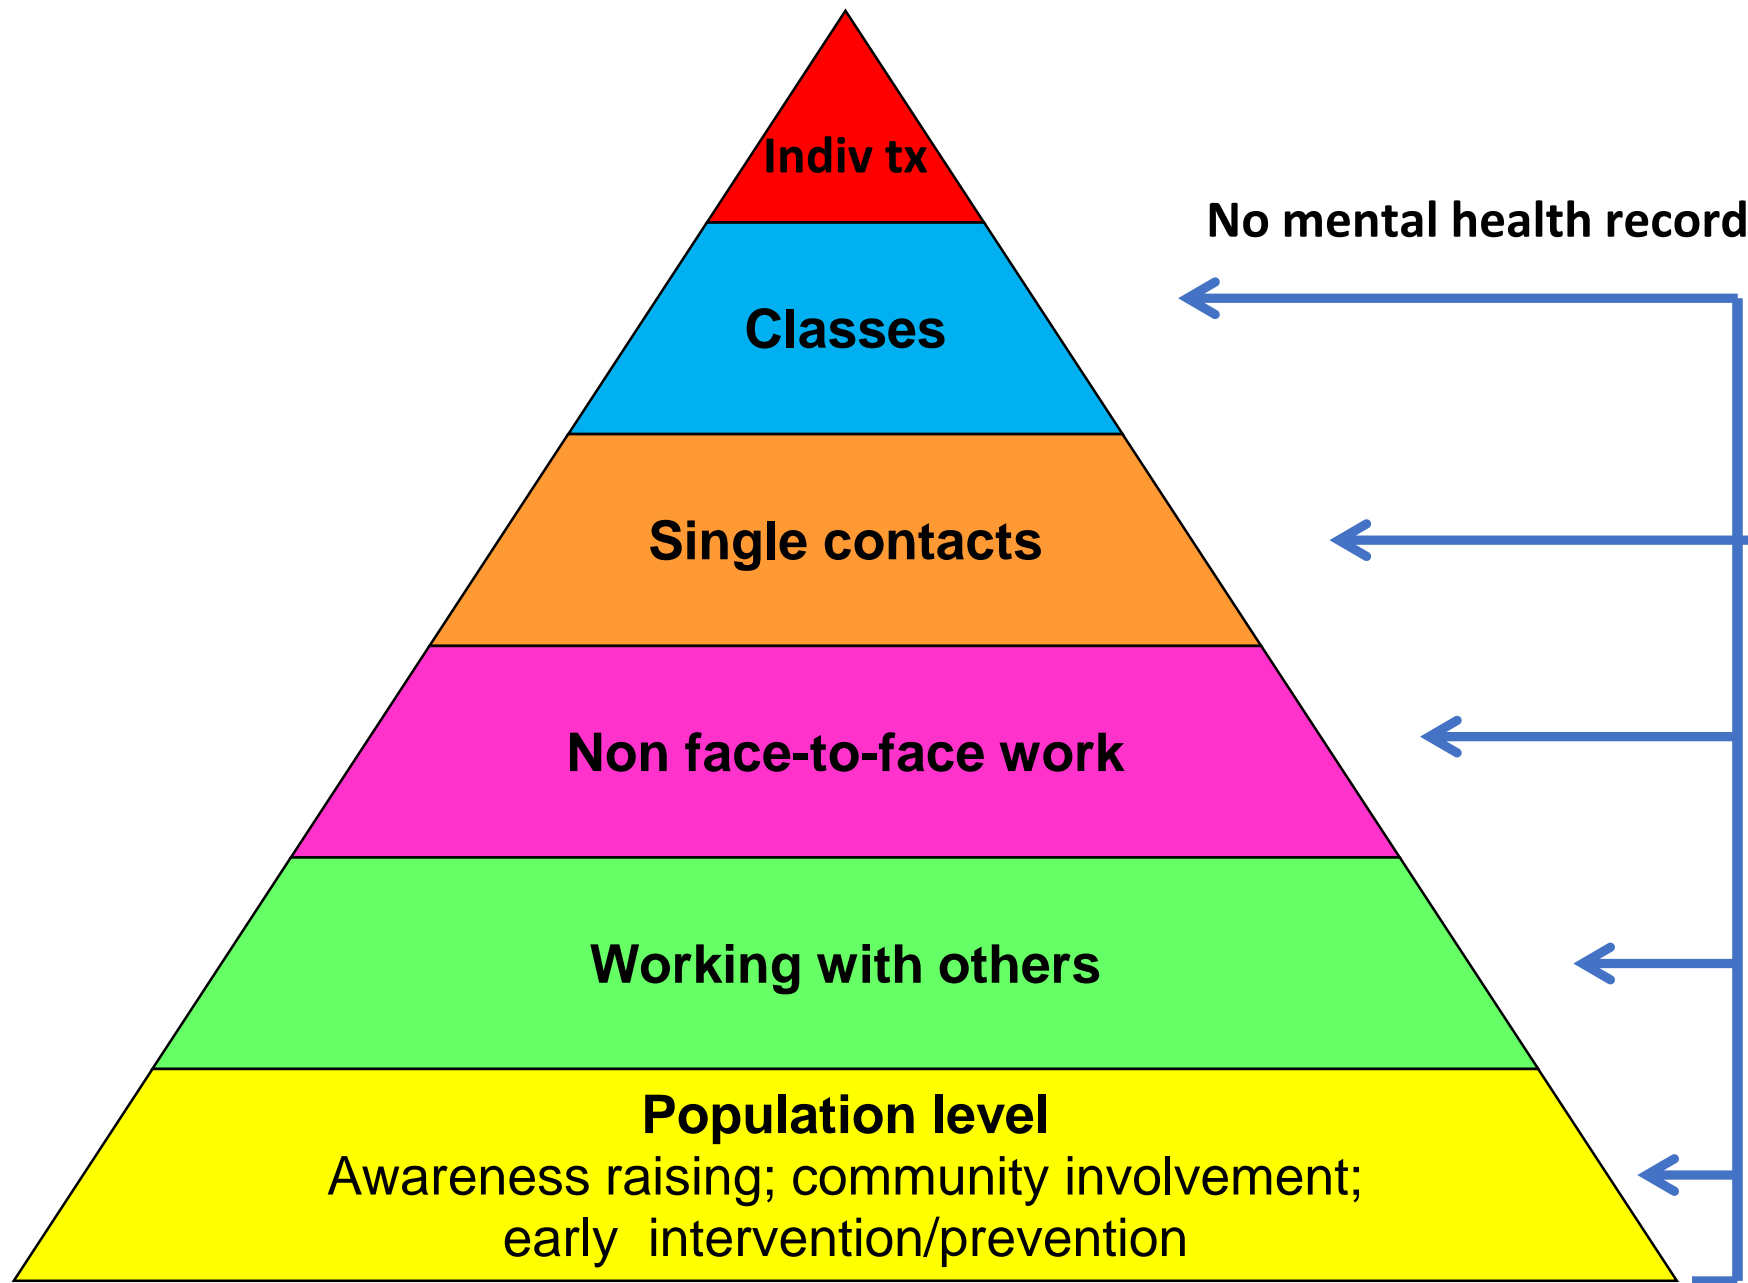 Indiv tx
No mental health record
Classes
Single contacts
Non face-to-face work
Working with others
Population level
Awareness raising; community involvement;
early  intervention/prevention